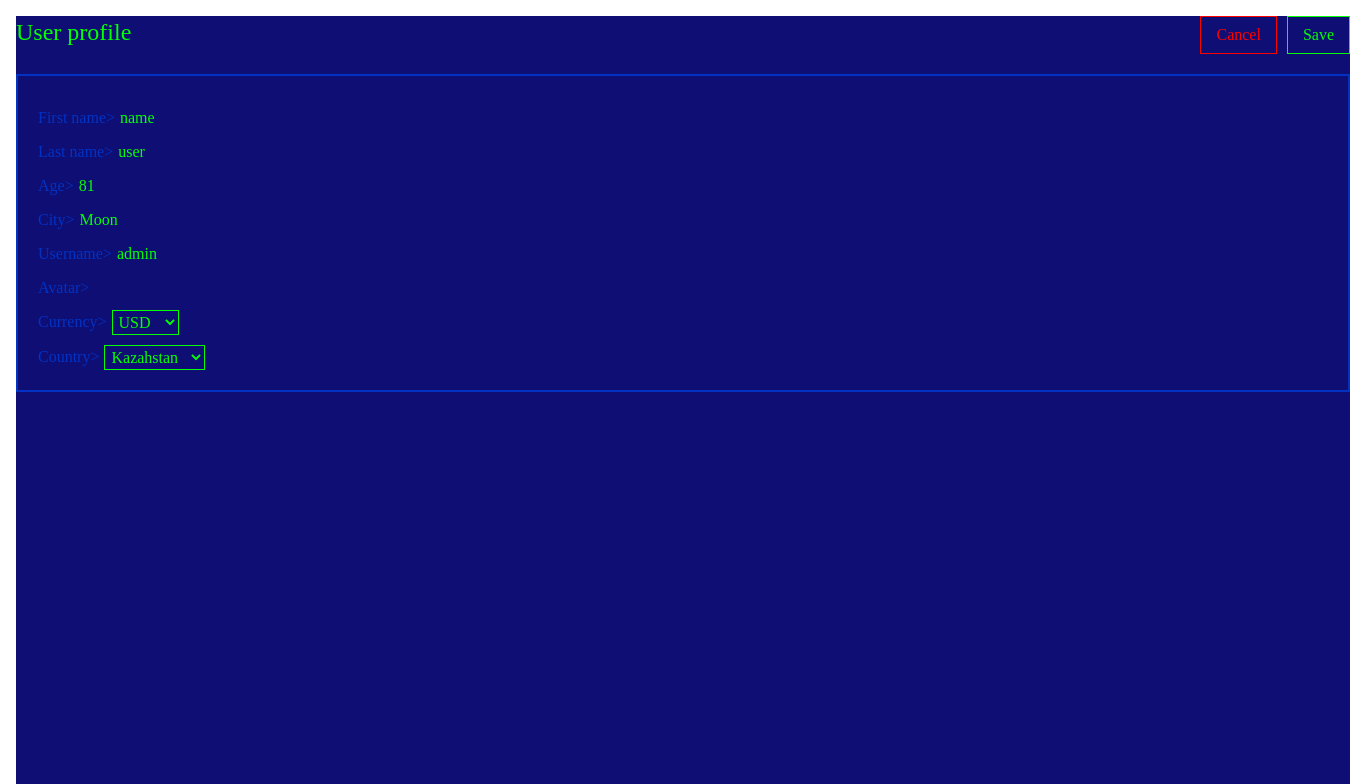 User profile
Cancel
Save
First name> name
Last name> user
Age> 81
City> Moon
Username> admin
Avatar>
Currency> USD
Country> Kazahstan